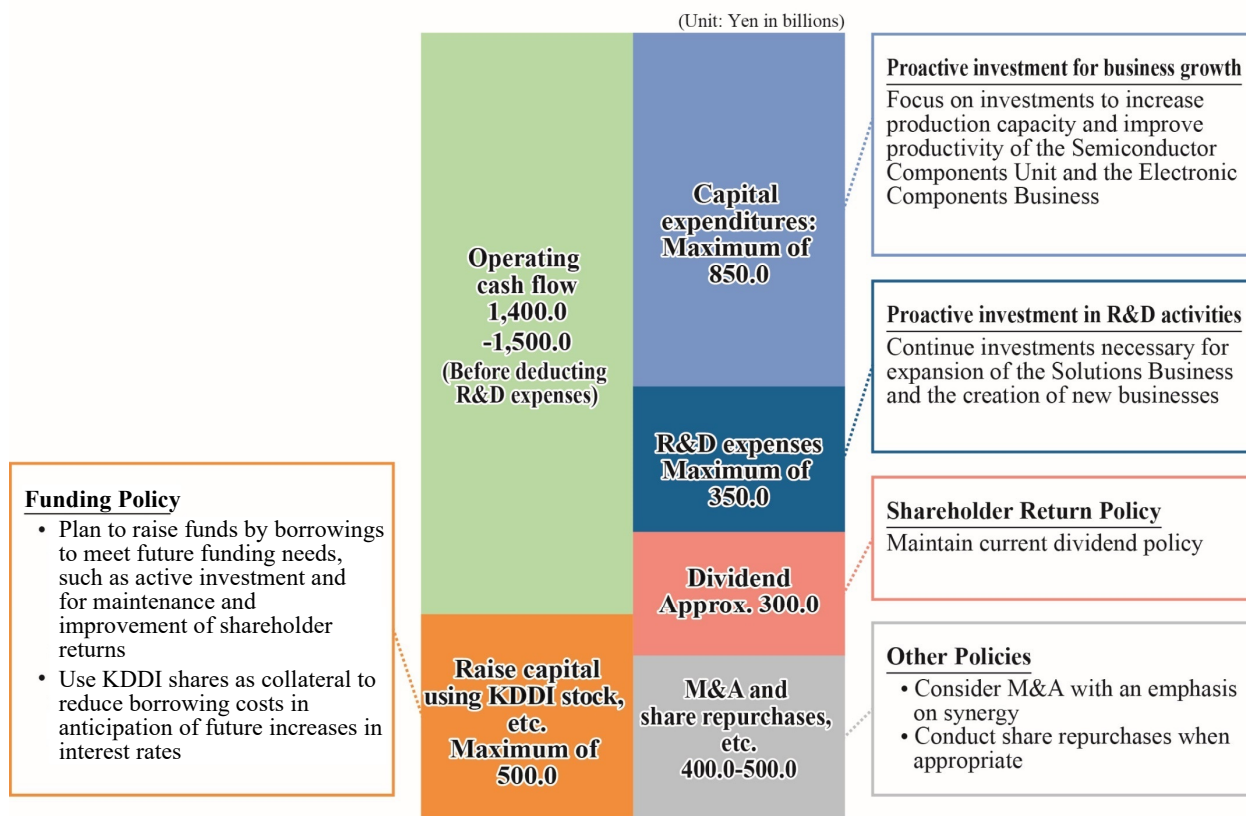 (Unit: Yen in billions)
Funding Policy
• Plan to raise funds by borrowings
to meet future funding needs,
such as active investment and
for maintenance and
improvement of shareholder
returns
• Use KDDI shares as collateral to
reduce borrowing costs in
anticipation of future increases in
interest rates
Operating
cash flow
1,400.0
-1,500.0
(Before deducting
R&D expenses)
Raise capital
using KDDI stock,
etc.
Maximum of
500.0
Capital
expenditures:
Maximum of
850.0
R&D expenses
Maximum of
350.0
Dividend
Approx. 300.0
M&A and
share repurchases,
etc.
400.0-500.0
Proactive investment for business growth
Focus on investments to increase
production capacity and improve
productivity of the Semiconductor
Components Unit and the Electronic
Components Business
Proactive investment in R&D activities
Continue investments necessary for
expansion of the Solutions Business
and the creation of new businesses
Shareholder Return Policy
Maintain current dividend policy
Other Policies
• Consider M&A with an emphasis
on synergy
• Conduct share repurchases when
appropriate